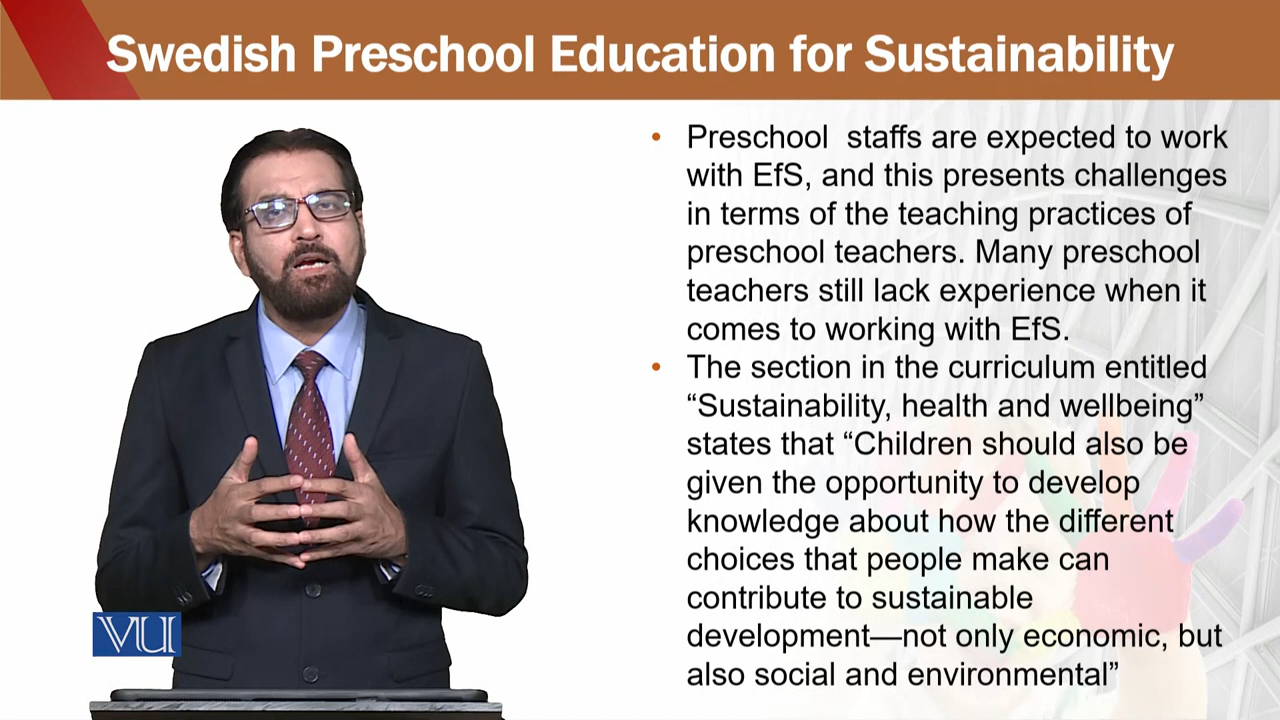 Swedish Preschool Education for Sustainability
• Preschool  staffs are expected to work
with EfS, and this presents challenges
in terms of the teaching practices of
preschool teachers. Many preschool
teachers still lack experience when it
comes to working with EfS.
• The section in the curriculum entitled
“Sustainability, health and wellbeing”
states that “Children should also be
given the opportunity to develop
knowledge about how the different
choices that people make can
contribute to sustainable
development—not only economic, but
also social and environmental”
VU